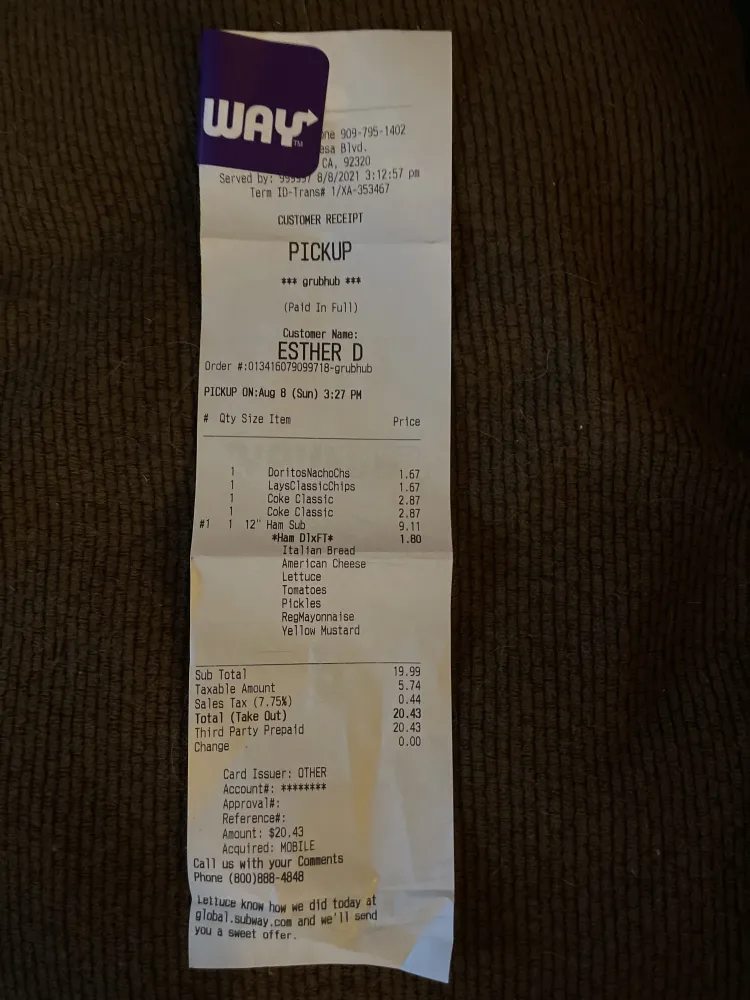 WAY™
one 909-795-1402
esa Blvd.
CA, 92320
Served by: 8/8/2021 3:12:57 pm
Term ID-Trans# 1/XA-353467
CUSTOMER RECEIPT
PICKUP
*** grubhub ***
(Paid In Full)
Customer Name:
ESTHER D
Order #:013416079099718-grubhub
PICKUP ON:Aug 8 (Sun) 3:27 PM
# Qty Size Item Price
1 DoritosNachoChs 1.67
1 LaysClassicChips 1.67
1 Coke Classic 2.87
1 Coke Classic 2.87
#1 1 12" Ham Sub 9.11
*Ham DlxFT* 1.80
Italian Bread
American Cheese
Lettuce
Tomatoes
Pickles
RegMayonnaise
Yellow Mustard
Sub Total 19.99
Taxable Amount 5.74
Sales Tax (7.75%) 0.44
Total (Take Out) 20.43
Third Party Prepaid 20.43
Change 0.00
Card Issuer: OTHER
Account#: ********
Approval#:
Reference#:
Amount: $20.43
Acquired: MOBILE
Call us with your Comments
Phone (800)888-4848
Lettuce know how we did today at
global.subway.com and we'll send
you a sweet offer.